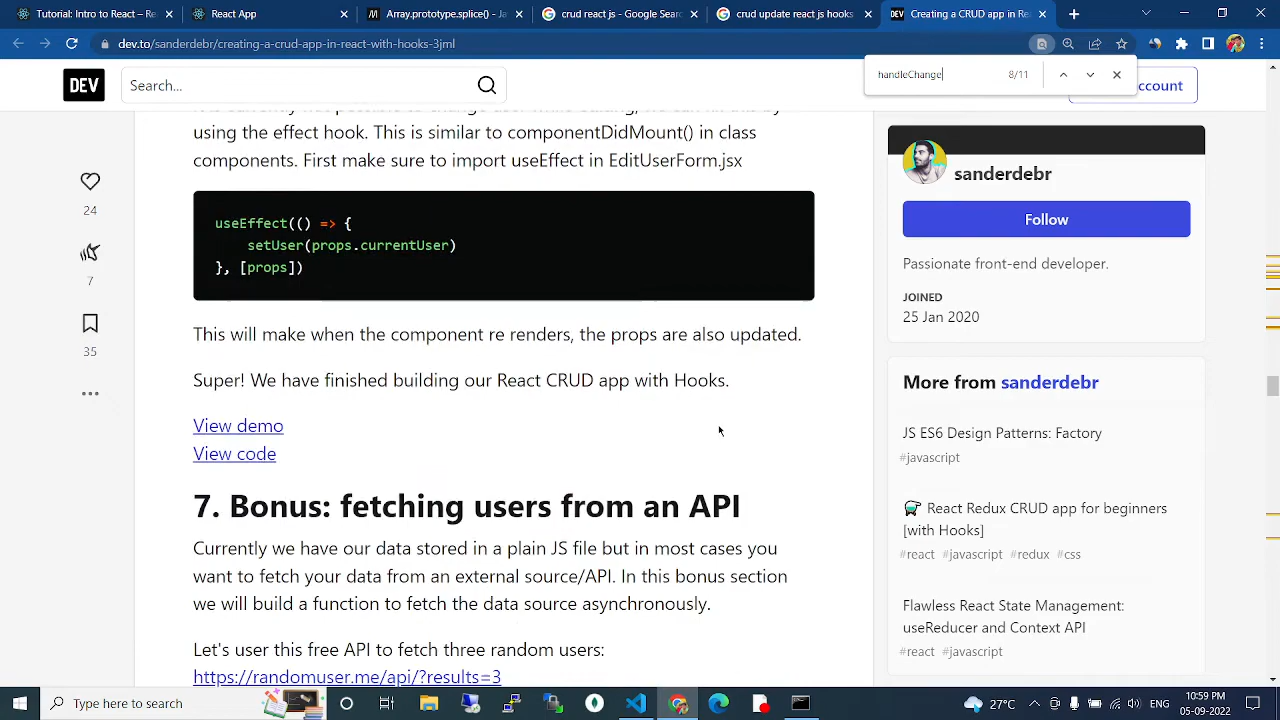 Tutorial: Intro to React – Re
React App
Array.prototype.splice() - Ja
crud react js - Google Search
crud update react js hooks
DEV Creating a CRUD app in Re
dev.to/sanderdebr/creating-a-crud-app-in-react-with-hooks-3jml
handleChange 8/11
DEV
Search...
ccount
using the effect hook. This is similar to componentDidMount() in class
components. First make sure to import useEffect in EditUserForm.jsx
useEffect(() => {
setUser(props.currentUser)
}, [props])
This will make when the component re renders, the props are also updated.
Super! We have finished building our React CRUD app with Hooks.
View demo
View code
7. Bonus: fetching users from an API
Currently we have our data stored in a plain JS file but in most cases you
want to fetch your data from an external source/API. In this bonus section
we will build a function to fetch the data source asynchronously.
Let's user this free API to fetch three random users:
https://randomuser.me/api/?results=3
24
7
35
sanderdebr
Follow
Passionate front-end developer.
JOINED
25 Jan 2020
More from sanderdebr
JS ES6 Design Patterns: Factory
#javascript
React Redux CRUD app for beginners
[with Hooks]
#react #javascript #redux #css
Flawless React State Management:
useReducer and Context API
#react #javascript
Type here to search
ENG
10:59 PM
05-09-2022